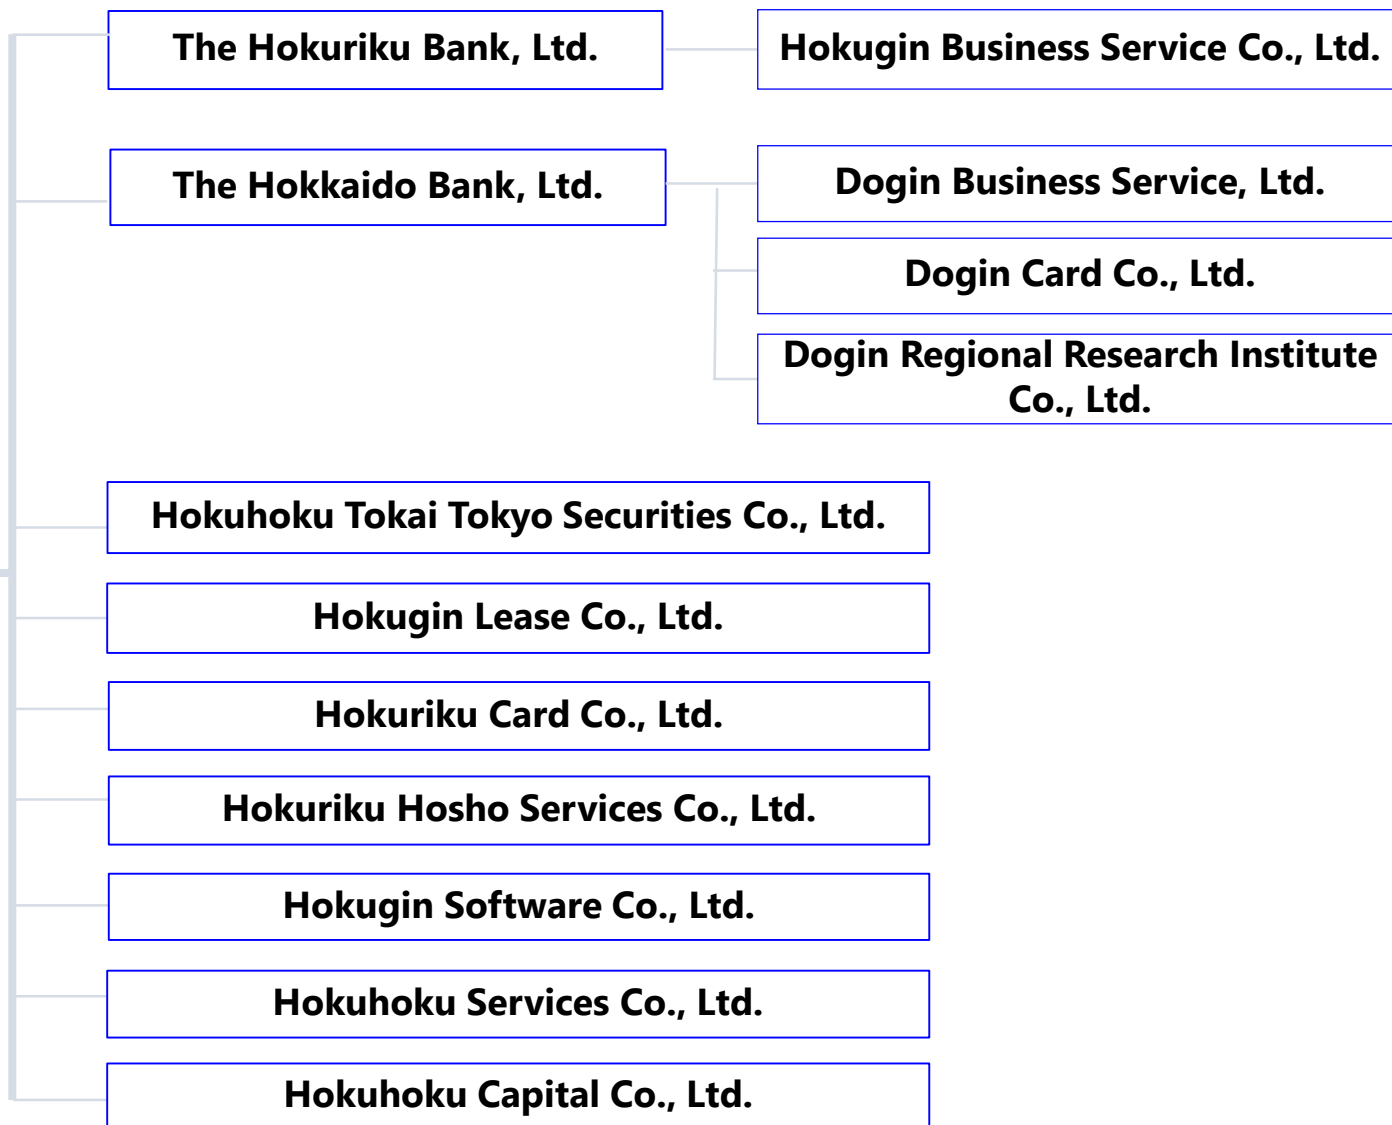 The Hokuriku Bank, Ltd.
Hokugin Business Service Co., Ltd.
The Hokkaido Bank, Ltd.
Dogin Business Service, Ltd.
Dogin Card Co., Ltd.
Dogin Regional Research Institute
Co., Ltd.
Hokuhoku Tokai Tokyo Securities Co., Ltd.
Hokugin Lease Co., Ltd.
Hokuriku Card Co., Ltd.
Hokuriku Hosho Services Co., Ltd.
Hokugin Software Co., Ltd.
Hokuhoku Services Co., Ltd.
Hokuhoku Capital Co., Ltd.